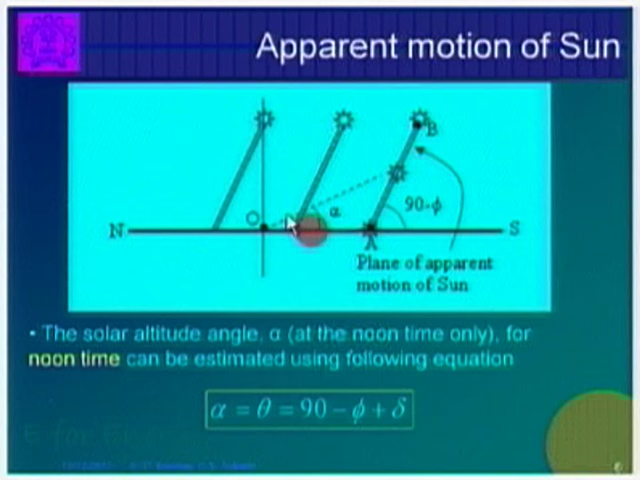 Apparent motion of Sun
B
O
α
90-ϕ
N
S
A
Plane of apparent
motion of Sun
• The solar altitude angle, α (at the noon time only), for
noon time can be estimated using following equation
α = θ = 90 − ϕ + δ
6